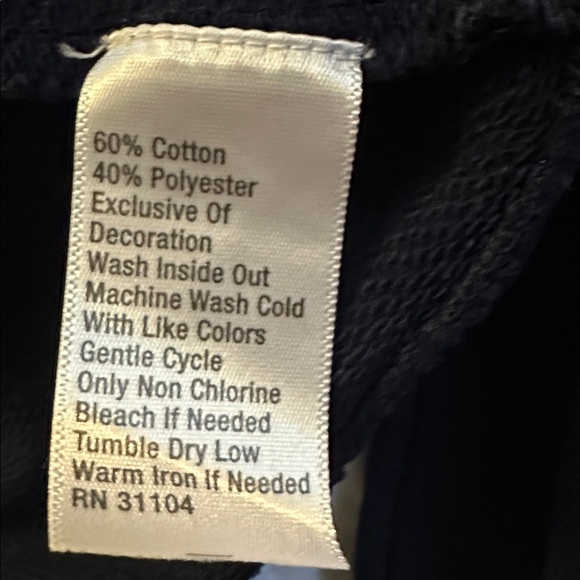 60% Cotton
40% Polyester
Exclusive Of
Decoration
Wash Inside Out
Machine Wash Cold
With Like Colors
Gentle Cycle
Only Non Chlorine
Bleach If Needed
Tumble Dry Low
Warm Iron If Needed
RN 31104